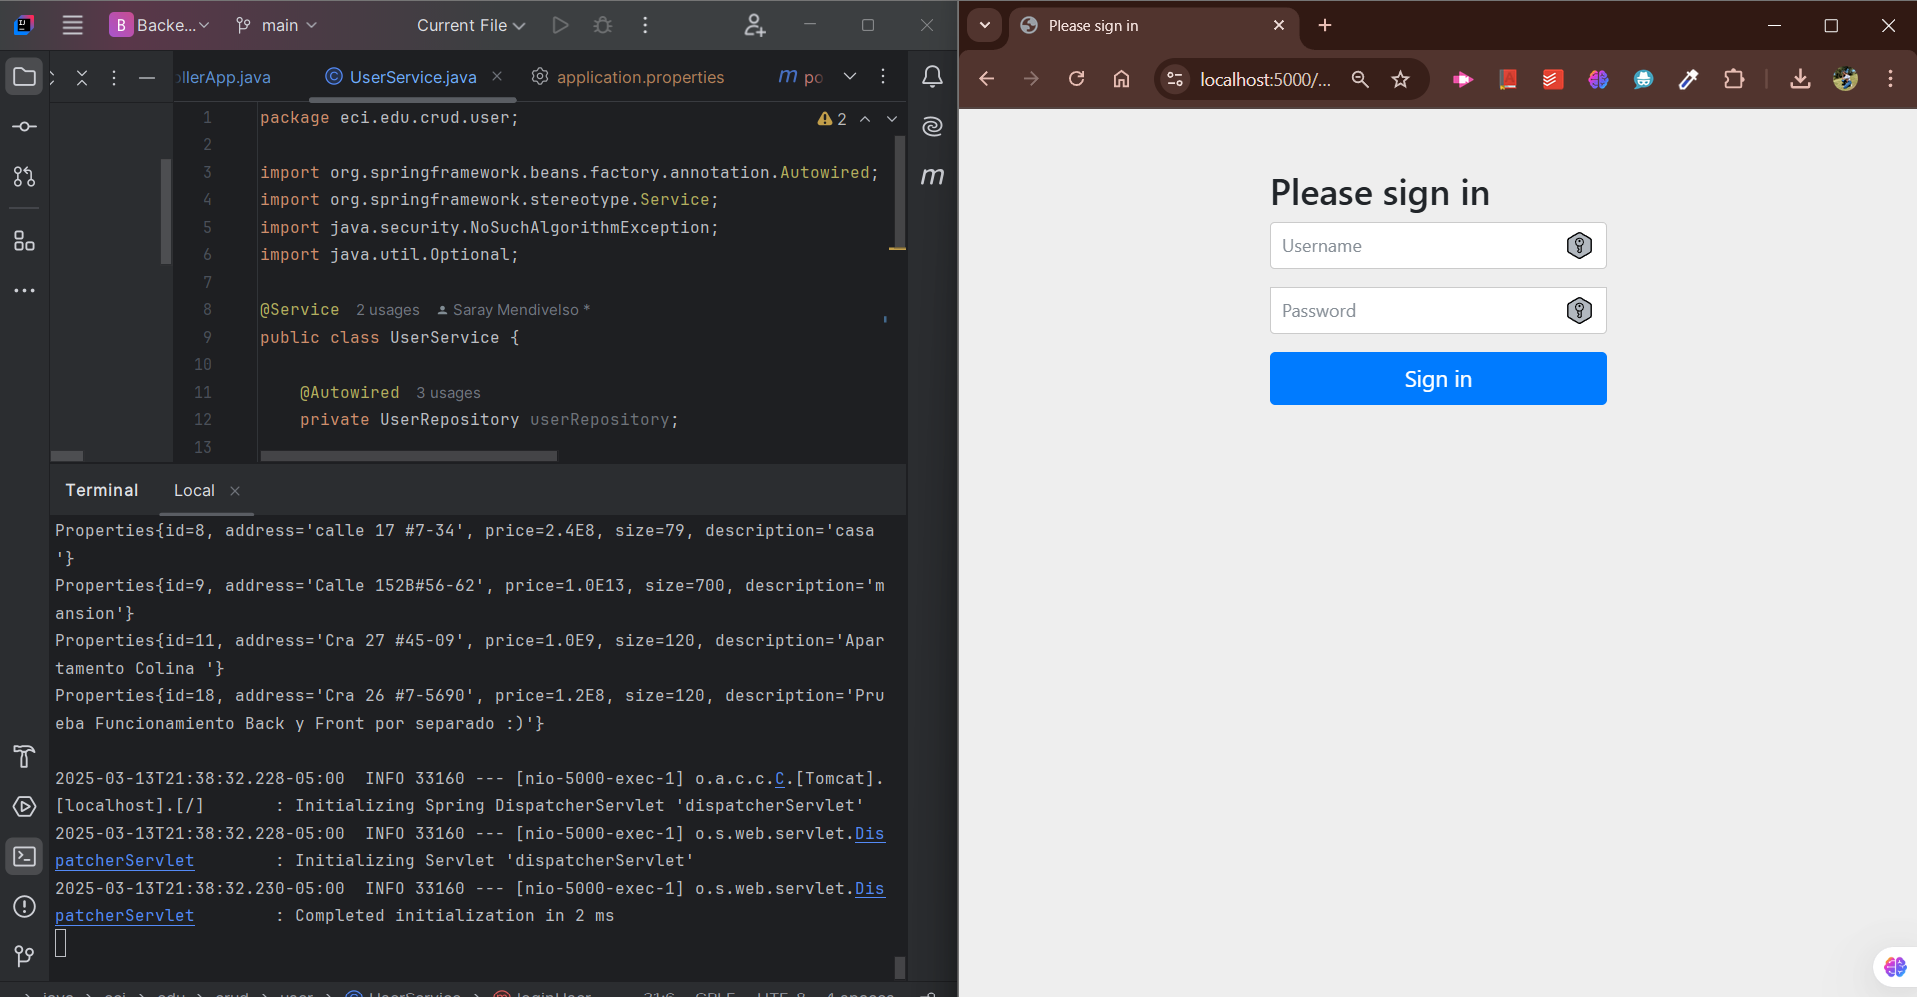 B Backe...
main
Current File
ollerApp.java
UserService.java
application.properties
m po
1 package eci.edu.crud.user;
2
2
3 import org.springframework.beans.factory.annotation.Autowired;
4 import org.springframework.stereotype.Service;
5 import java.security.NoSuchAlgorithmException;
6 import java.util.Optional;
7
8 @Service 2 usages Saray Mendivelso *
9 public class UserService {
10
11 @Autowired 3 usages
12 private UserRepository userRepository;
13
m
Terminal
Local
Properties{id=8, address='calle 17 #7-34', price=2.4E8, size=79, description='casa
'}
Properties{id=9, address='Calle 152B#56-62', price=1.0E13, size=700, description='m
ansion'}
Properties{id=11, address='Cra 27 #45-09', price=1.0E9, size=120, description='Apar
tamento Colina '}
Properties{id=18, address='Cra 26 #7-5690', price=1.2E8, size=120, description='Pru
eba Funcionamiento Back y Front por separado :)'}
2025-03-13T21:38:32.228-05:00  INFO 33160 --- [nio-5000-exec-1] o.a.c.c.C.[Tomcat].
[localhost].[/]       : Initializing Spring DispatcherServlet 'dispatcherServlet'
2025-03-13T21:38:32.228-05:00  INFO 33160 --- [nio-5000-exec-1] o.s.web.servlet.Dis
patcherServlet        : Initializing Servlet 'dispatcherServlet'
2025-03-13T21:38:32.230-05:00  INFO 33160 --- [nio-5000-exec-1] o.s.web.servlet.Dis
patcherServlet        : Completed initialization in 2 ms
Please sign in
localhost:5000/...
Please sign in
Username
Password
Sign in